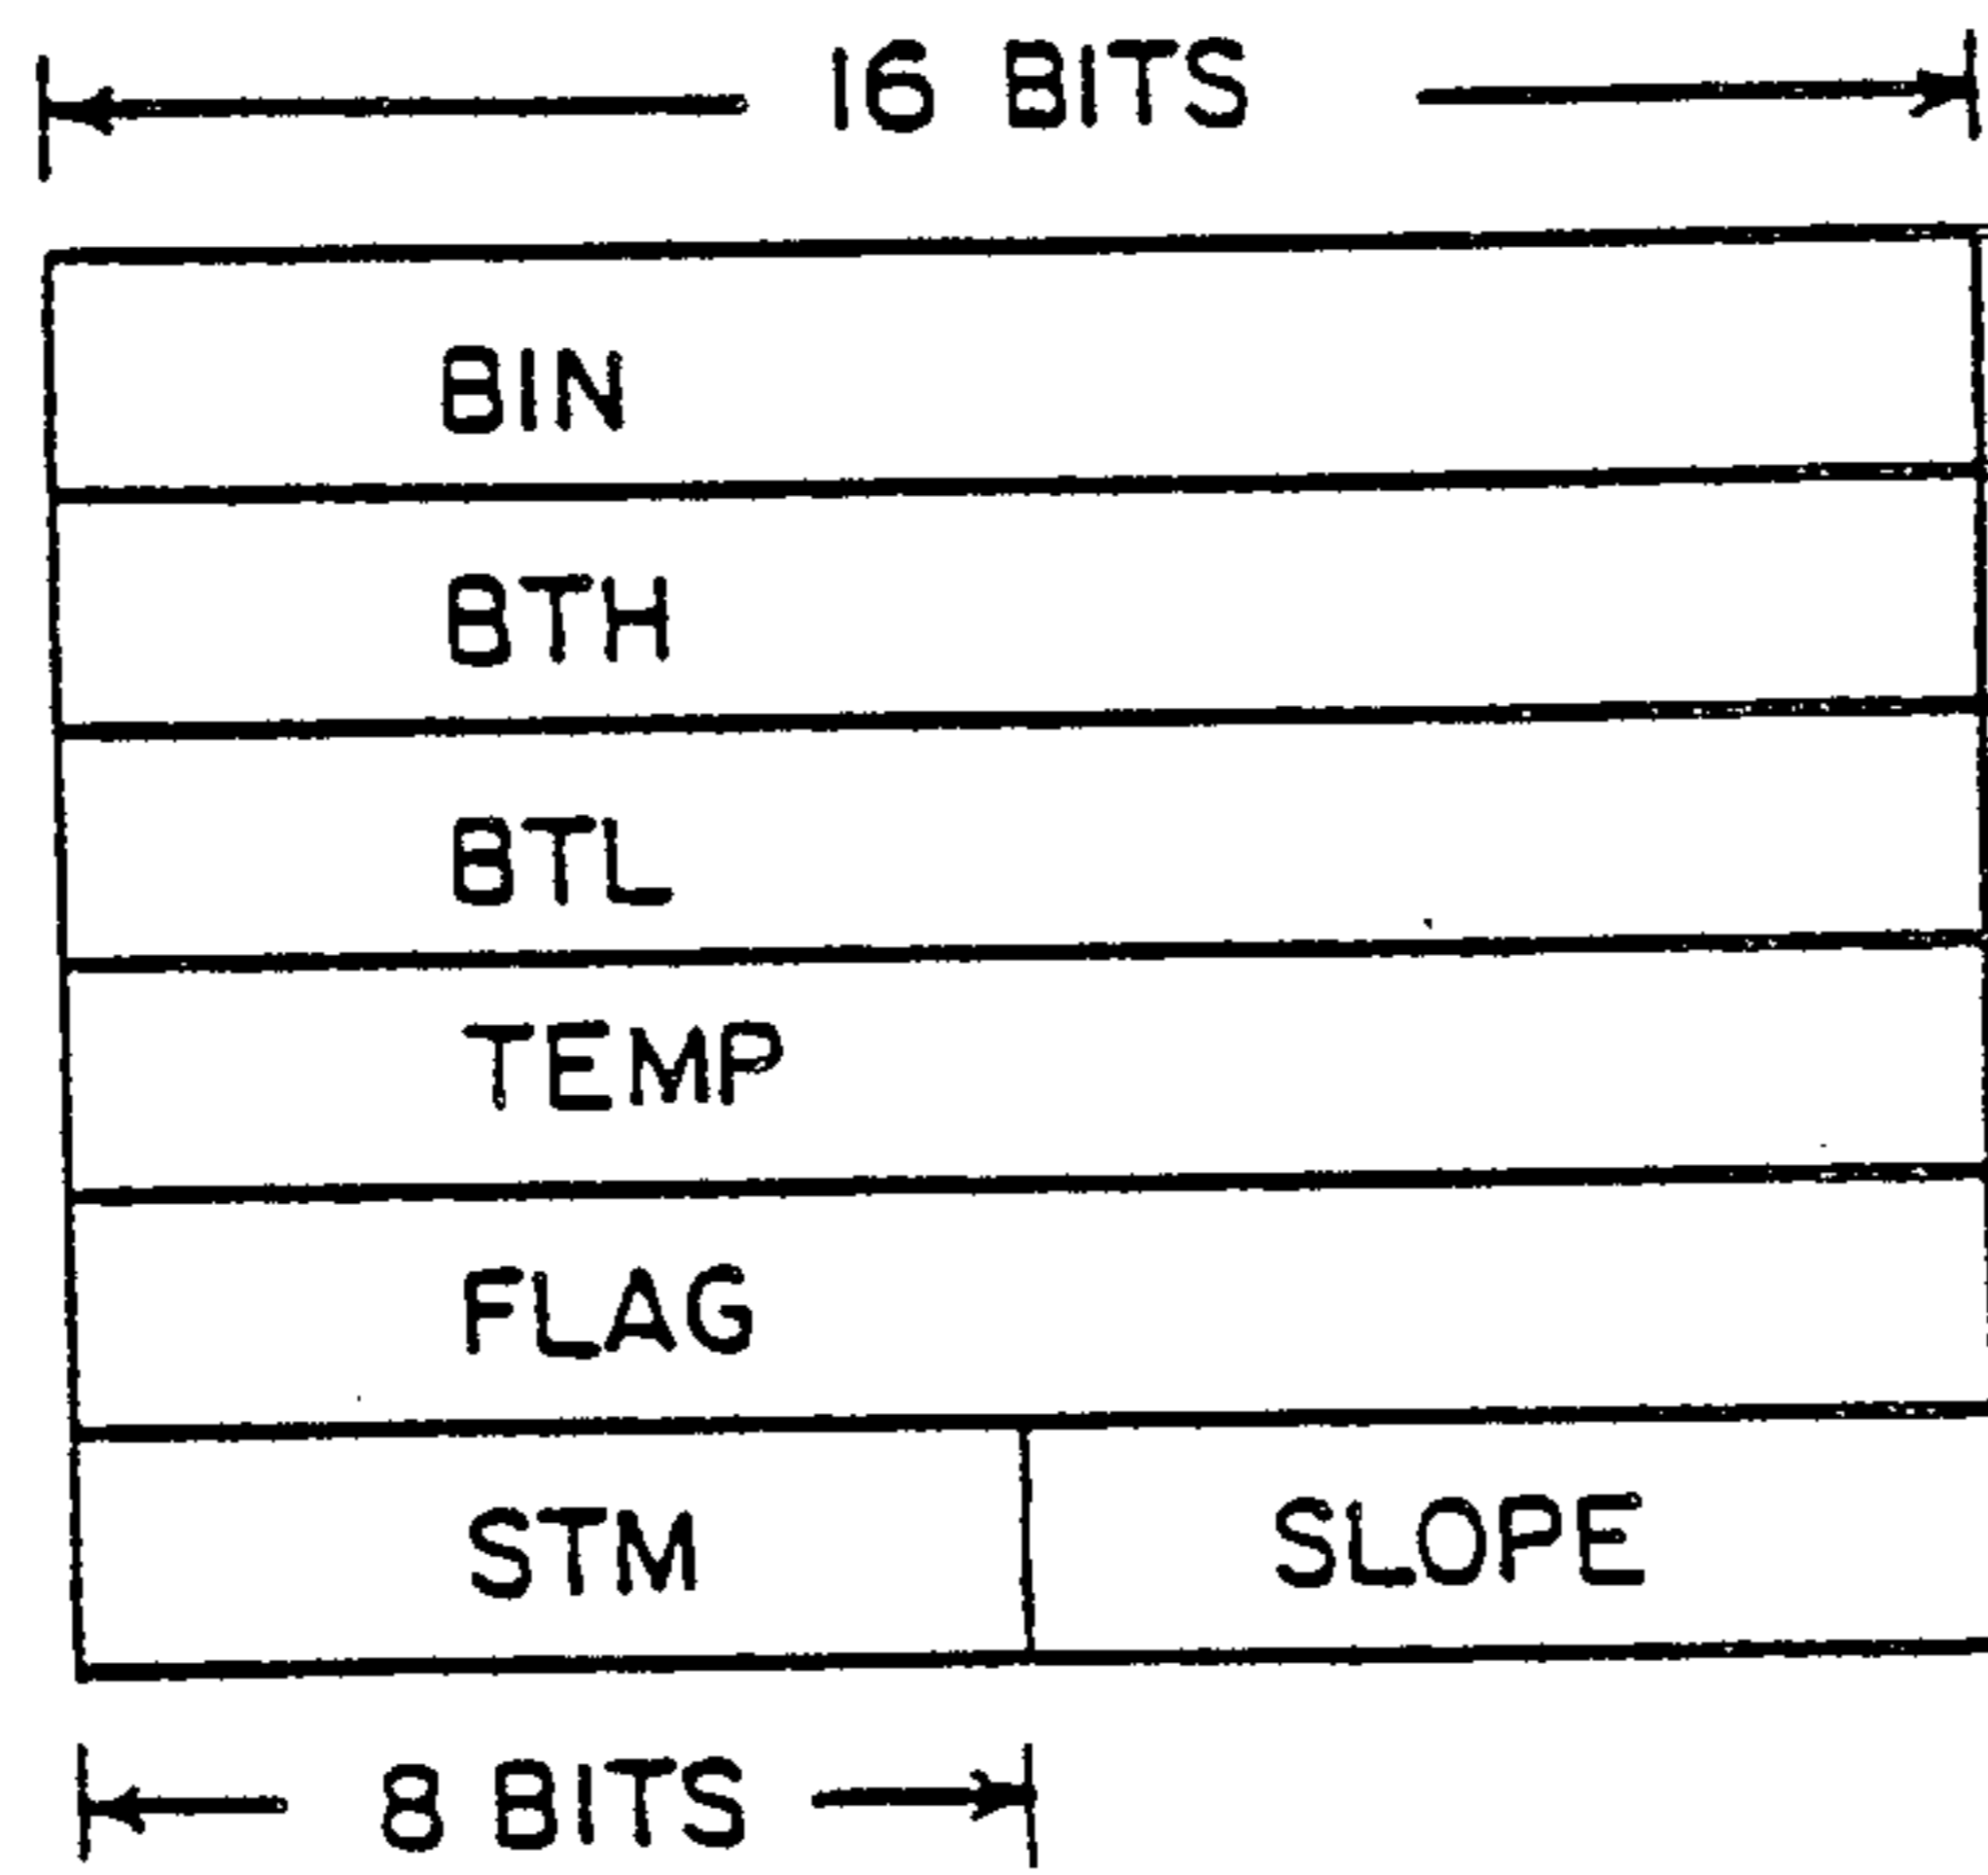 16 BITS
BIN
BTH
BTL
TEMP
FLAG
STM SLOPE
8 BITS